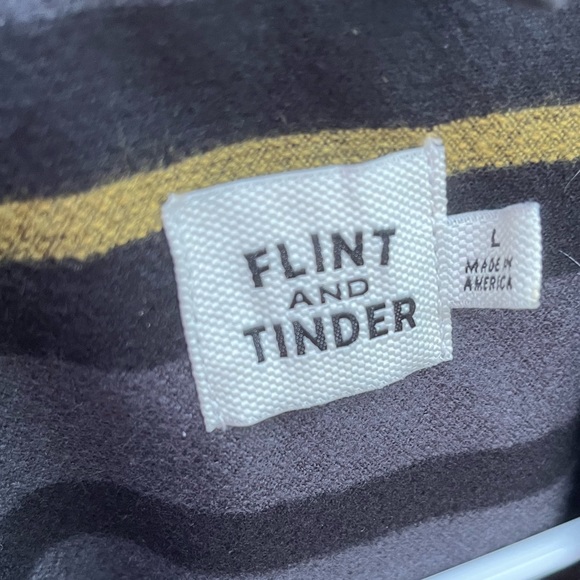 FLINT
AND
TINDER
L
MADE IN
AMERICA